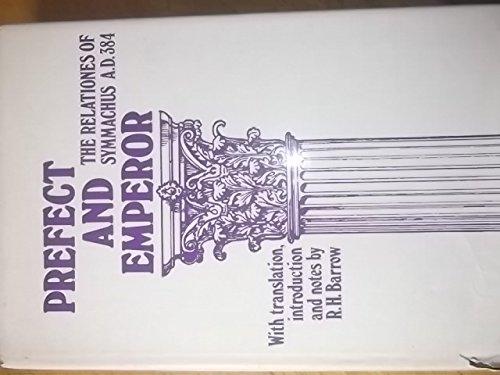 PREFECT
AND
EMPEROR
THE RELATIONES OF
SYMMACHUS A.D. 384
With translation,
introduction
and notes by
R.H. Barrow